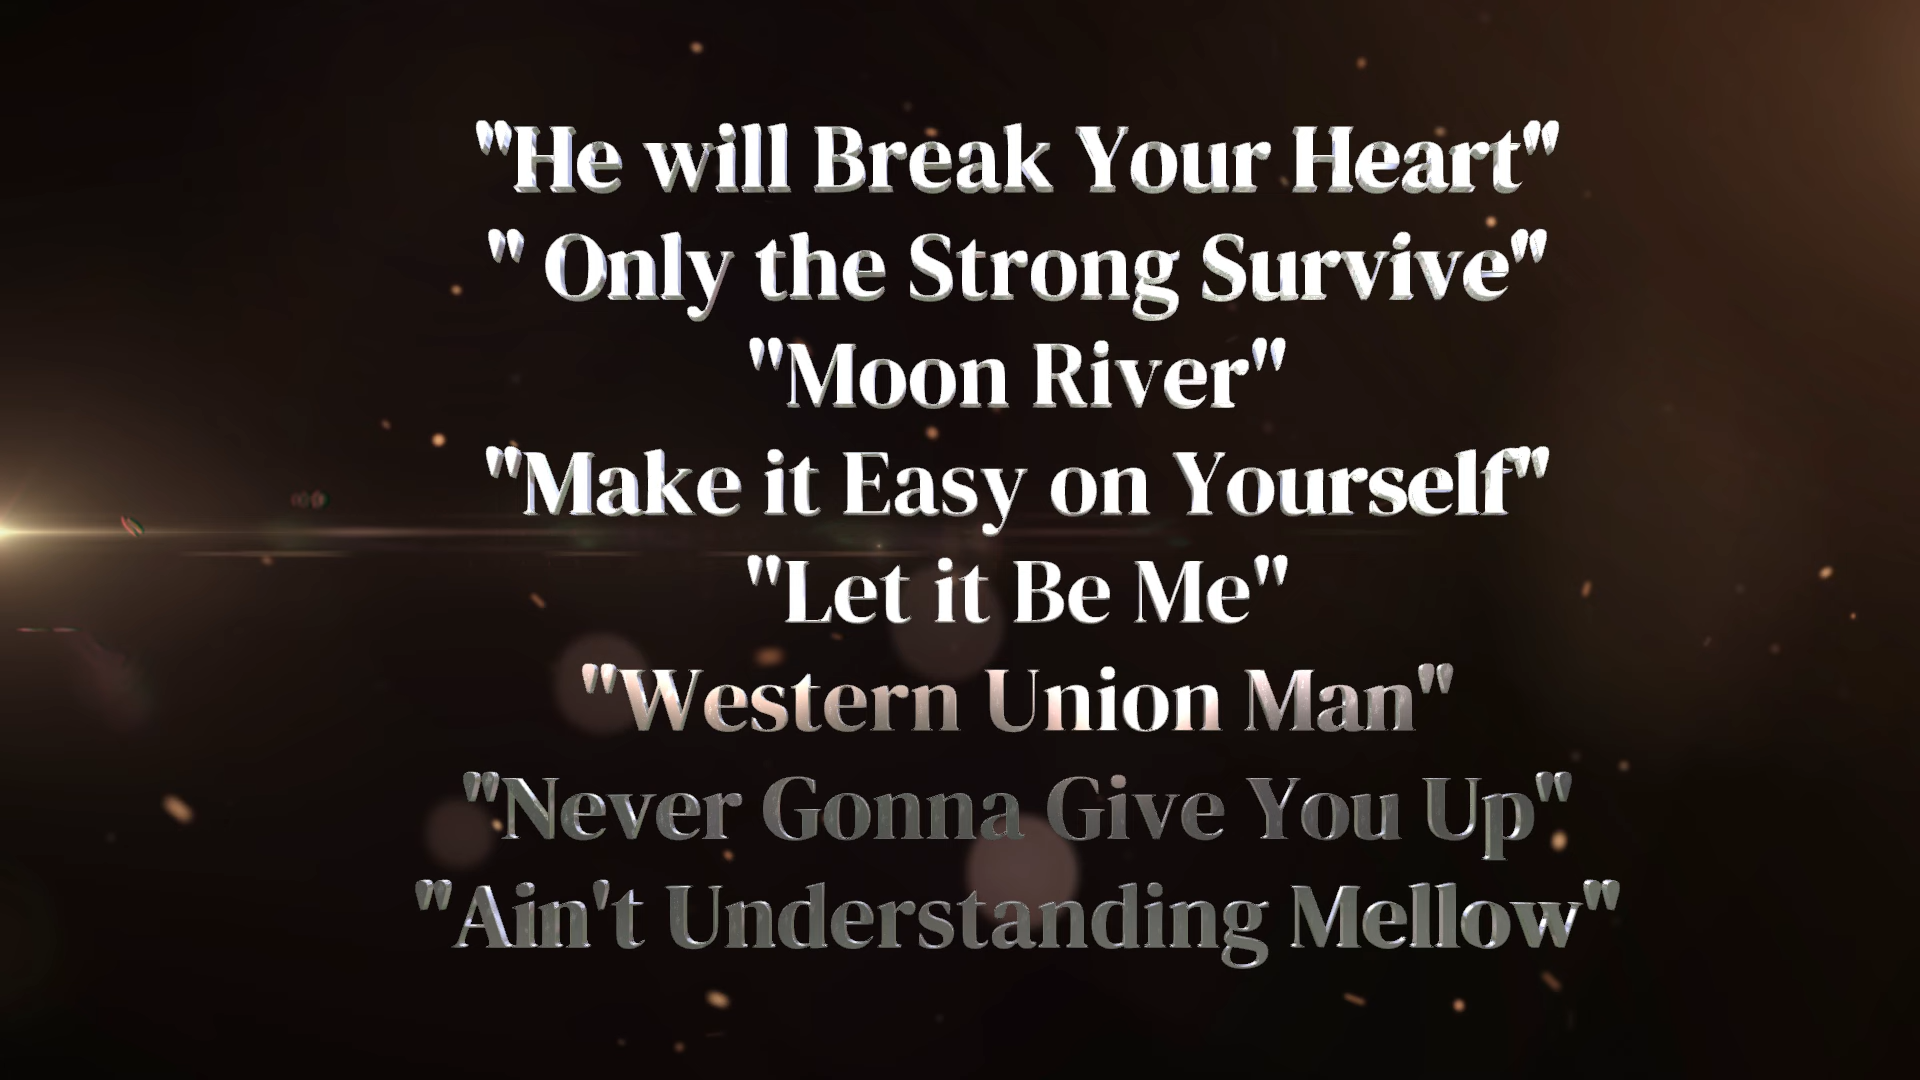 "He will Break Your Heart"
" Only the Strong Survive"
"Moon River"
"Make it Easy on Yourself"
"Let it Be Me"
"Western Union Man"
"Never Gonna Give You Up"
"Ain't Understanding Mellow"